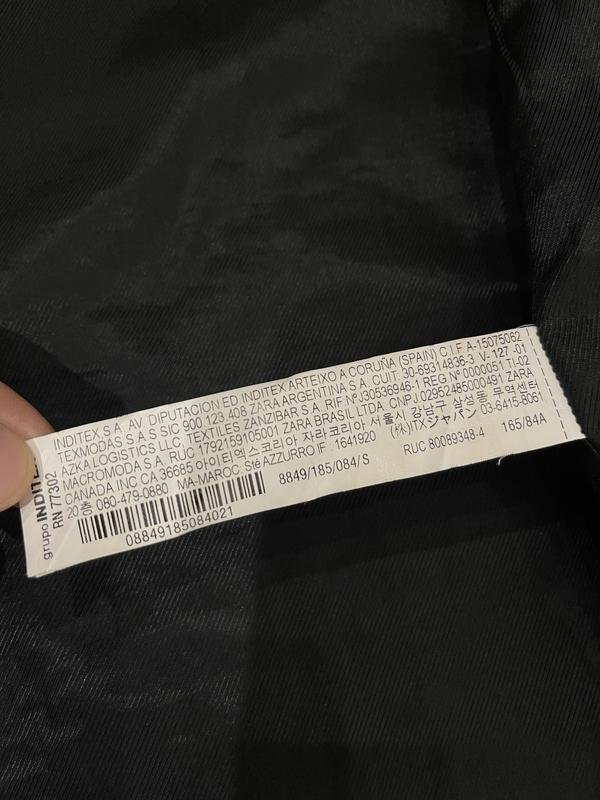 grupo INDITE
RN 77302
INDITEX S.A. AV. DIPUTACION ED. INDITEX ARTEIXO A CORUÑA (SPAIN) C.I.F. A-15075062
TEXMODAS S.A.S SIC 900.128.408 ZARA ARGENTINA S.A. CUIT. 30-69314836-3 V- 127 -01
AZKA LOGISTICS LLC TEXTILES ZANZIBAR S.A. RIF Nº J30536946-1 REG Nº 0000051 TI-02
MACROMODA S.A. RUC 1792159105001 ZARA BRASIL LTDA. CNPJ.02952485000491 ZARA
CANADA INC CA 36685 아이티엑스코리아 자라코리아 서울시 강남구 삼성동 무역센터
20층 080-479-0880 MA-MAROC: Sté AZZURRO IF : 1641920 (株)ITXジャパン 03-6415-8061
8849/185/084/S RUC 80089348-4 165/84A
08849185084021